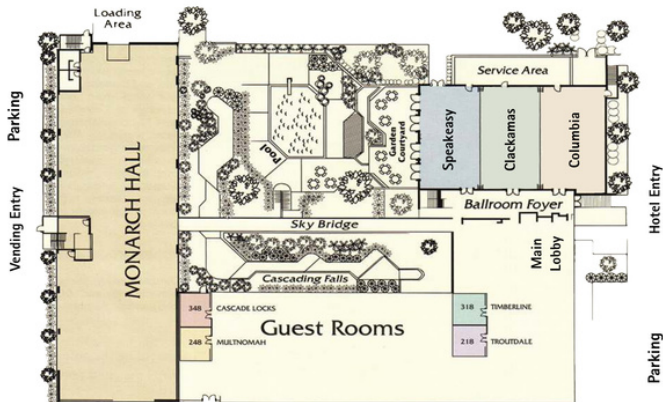 Loading
Area
Parking
Vending Entry
MONARCH HALL
Pool
Garden
Courtyard
Service Area
Speakeasy
Clackamas
Columbia
Ballroom Foyer
Hotel Entry
Sky Bridge
Main
Lobby
Cascading Falls
348 CASCADE LOCKS
248 MULTNOMAH
Guest Rooms
318 TIMBERLINE
218 TROUTDALE
Parking